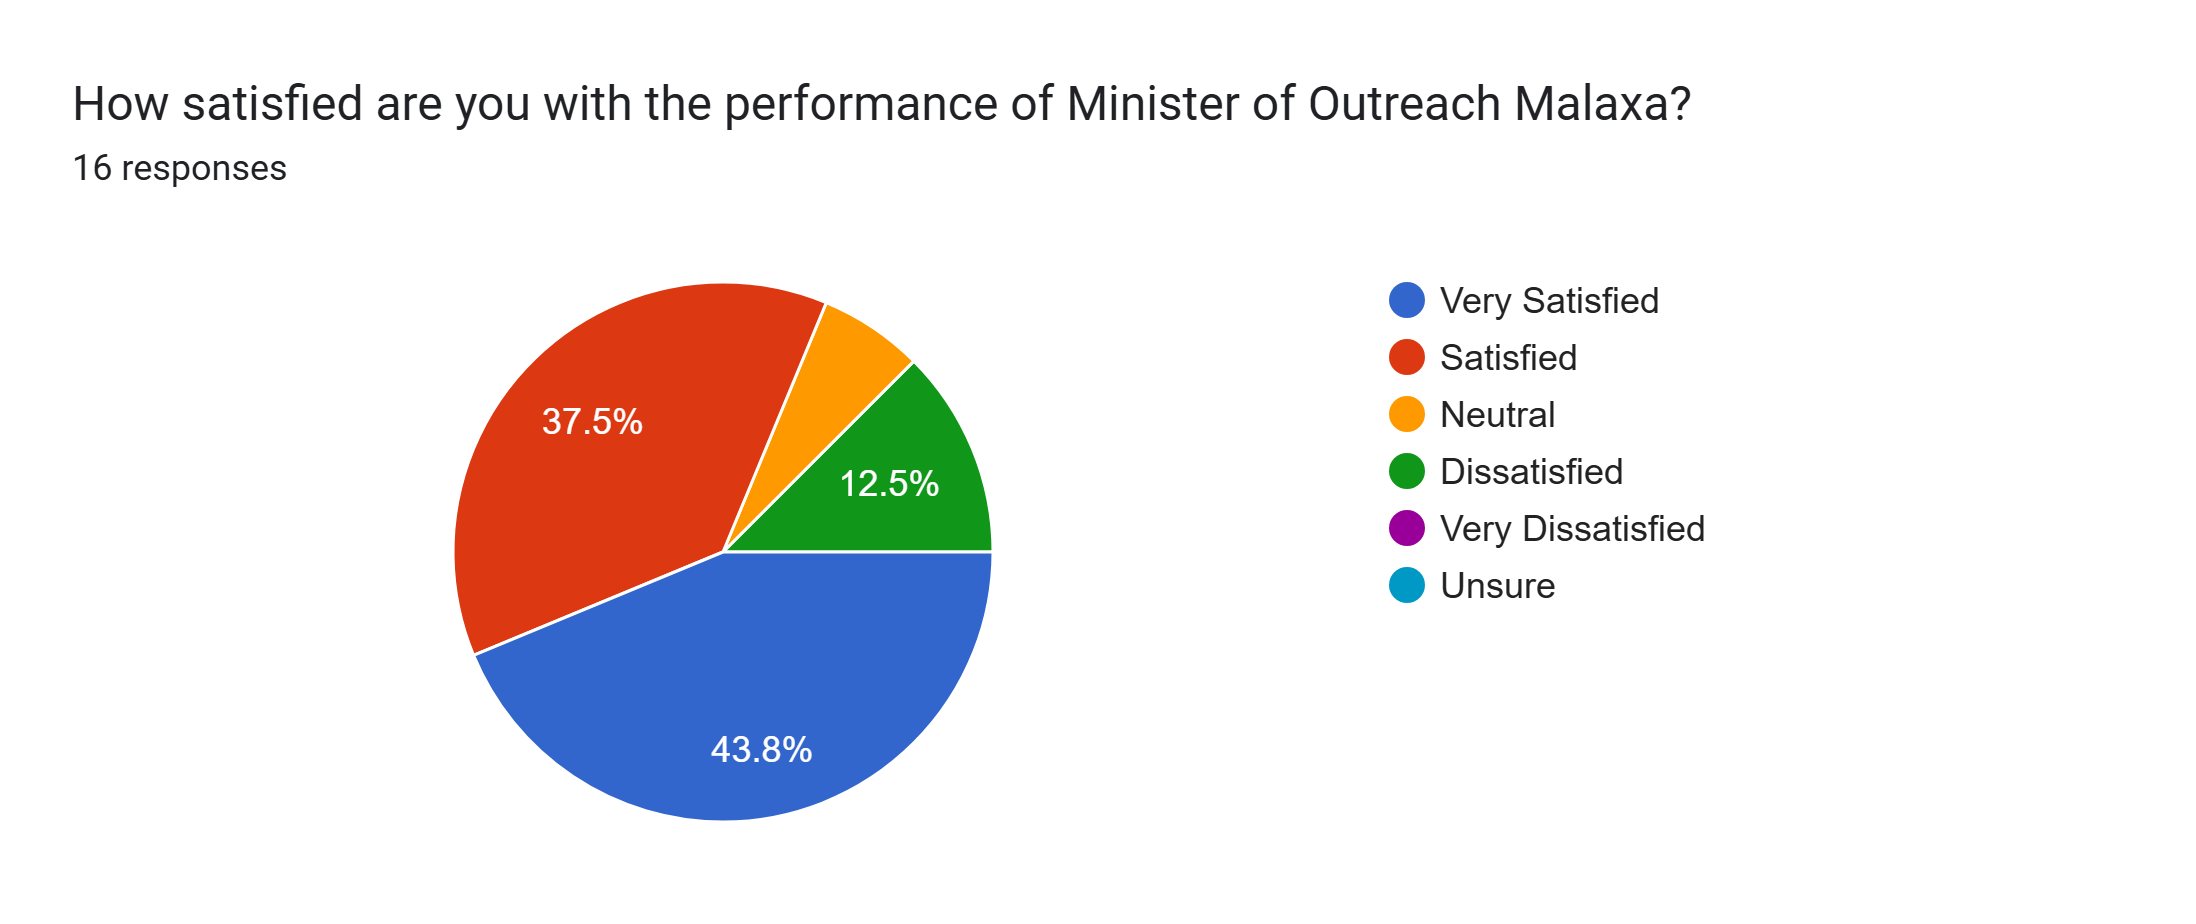 How satisfied are you with the performance of Minister of Outreach Malaxa?
16 responses
37.5%
12.5%
43.8%
Very Satisfied
Satisfied
Neutral
Dissatisfied
Very Dissatisfied
Unsure